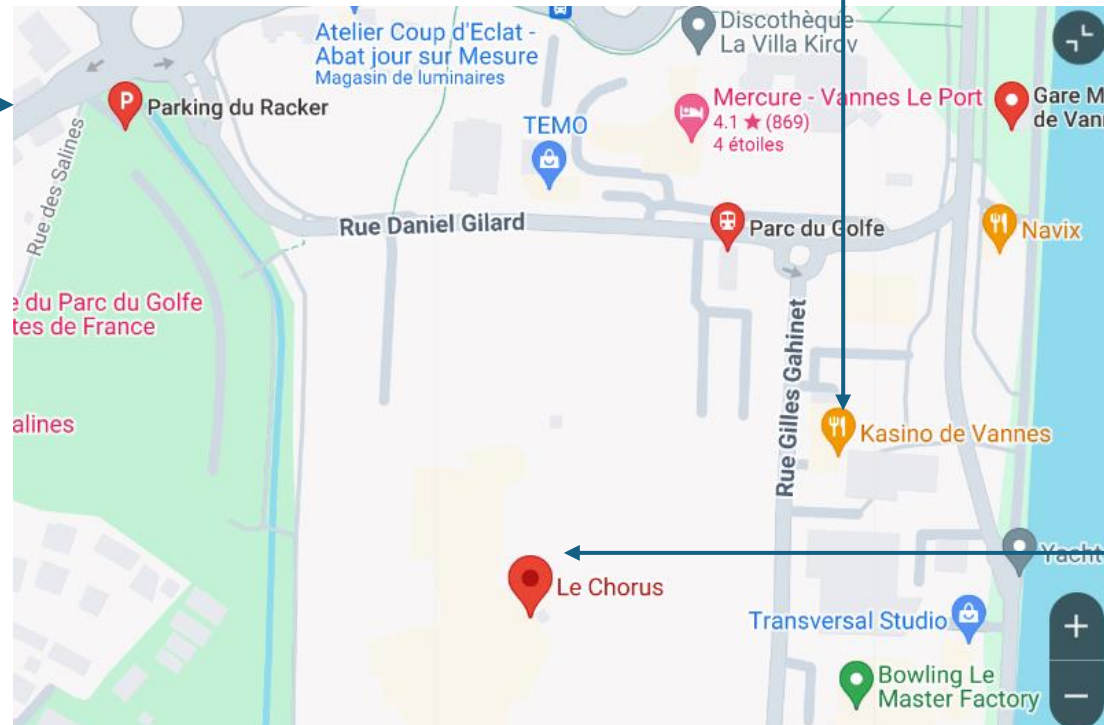 Atelier Coup d'Eclat -
Abat jour sur Mesure
Magasin de luminaires
Discothèque
La Villa Kirov
P
Parking du Racker
TEMO
Mercure - Vannes Le Port
4.1 ★ (869)
4 étoiles
Gare M
de Van
Rue des Salines
Rue Daniel Gilard
Parc du Golfe
Navix
e du Parc du Golfe
tes de France
Rue Gilles Gahinet
alines
Kasino de Vannes
Yacht
Le Chorus
Transversal Studio
Bowling Le
Master Factory
+
−